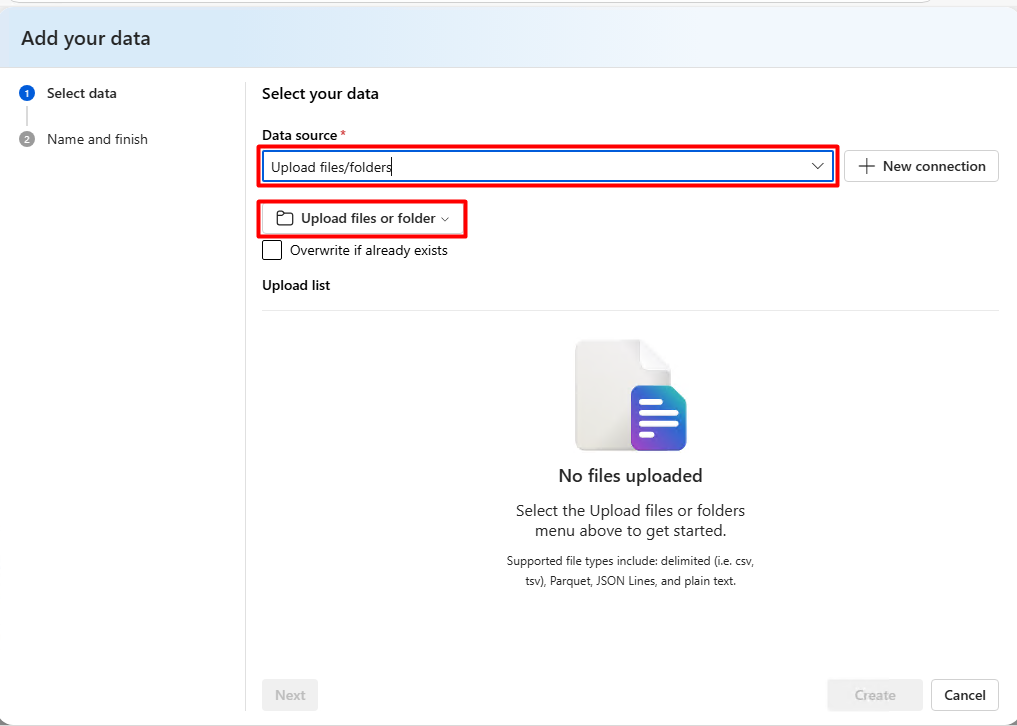 Add your data
1 Select data
2 Name and finish
Select your data
Data source *
Upload files/folders
New connection
Upload files or folder
Overwrite if already exists
Upload list
No files uploaded
Select the Upload files or folders
menu above to get started.
Supported file types include: delimited (i.e. csv,
tsv), Parquet, JSON Lines, and plain text.
Next
Create
Cancel